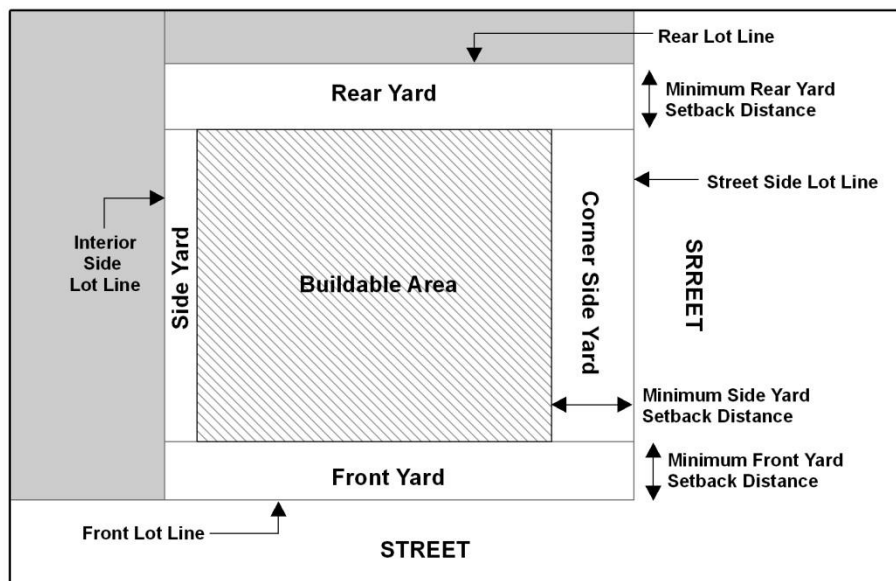 Rear Lot Line
Rear Yard
Minimum Rear Yard
Setback Distance
Street Side Lot Line
Interior
Side
Lot Line
Side Yard
Buildable Area
Corner Side Yard
SRREET
Minimum Side Yard
Setback Distance
Front Yard
Minimum Front Yard
Setback Distance
Front Lot Line
STREET